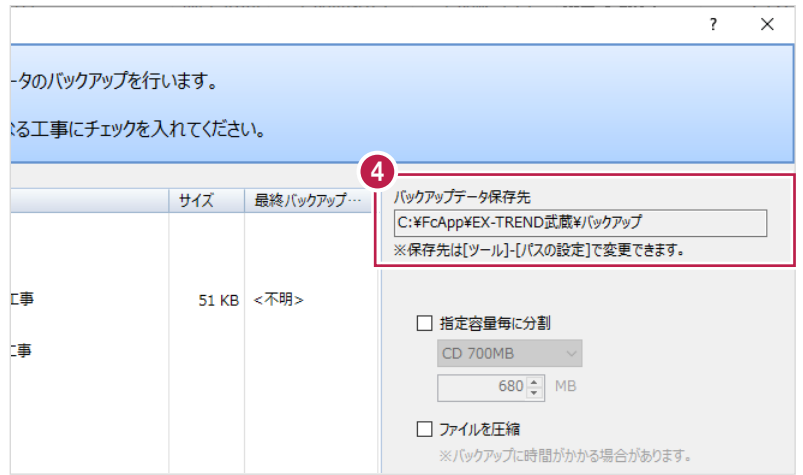 ? ×
ータのバックアップを行います。
なる工事にチェックを入れてください。
4
サイズ 最終バックアップ… バックアップデータ保存先
C:¥FcApp¥EX-TREND武蔵¥バックアップ
※保存先は[ツール]-[パスの設定]で変更できます。
工事 51 KB <不明>
指定容量毎に分割
工事
CD 700MB
680 MB
ファイルを圧縮
※バックアップに時間がかかる場合があります。